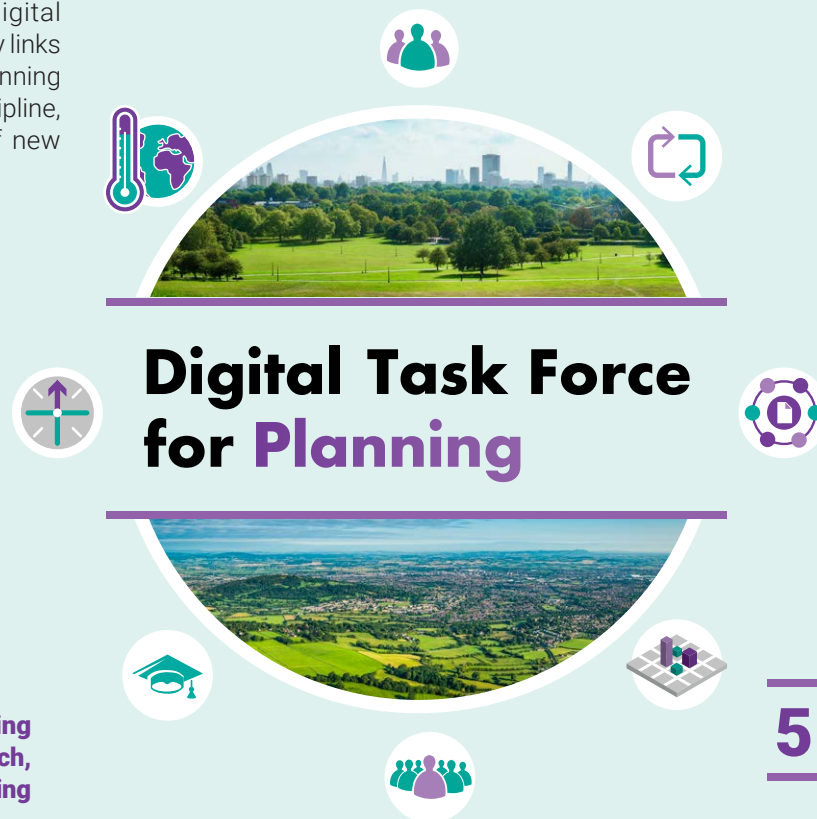 igital
links
nning
ipline,
new
Digital Task Force
for Planning
ing
ch,
ing
5